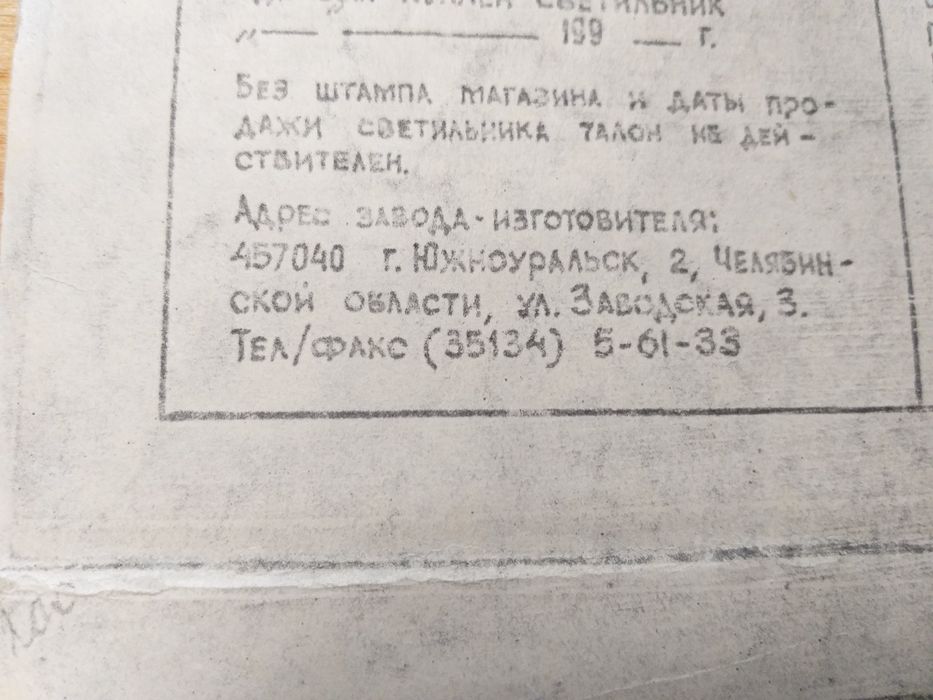 СВЕТИЛЬНИК
„— — 199 — г.
Без штампа магазина и даты про-
дажи светильника талон не дей-
ствителен.
Адрес завода-изготовителя:
457040 г. Южноуральск, 2, Челябин-
ской области, ул. Заводская, 3.
Тел/факс (35134) 5-61-33